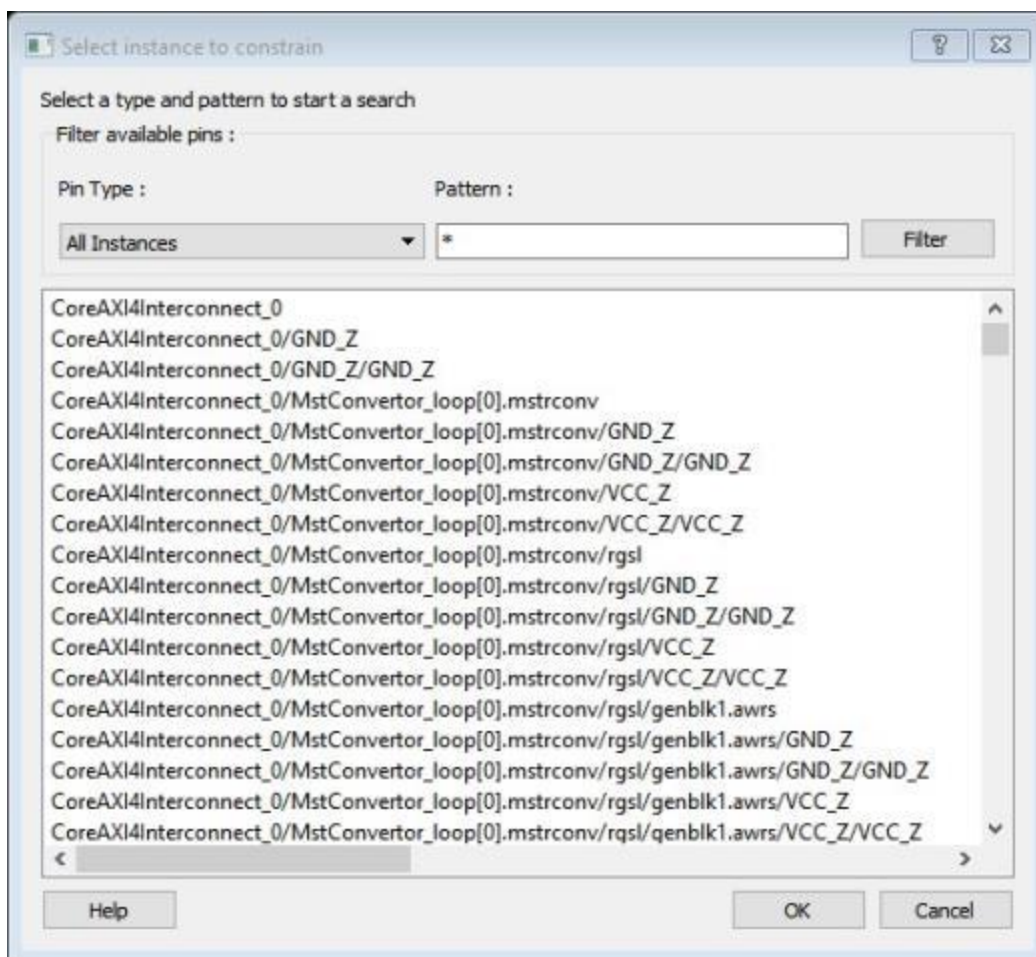 Select instance to constrain
Select a type and pattern to start a search
Filter available pins :
Pin Type :
Pattern :
All Instances
*
Filter
CoreAXI4Interconnect_0
CoreAXI4Interconnect_0/GND_Z
CoreAXI4Interconnect_0/GND_Z/GND_Z
CoreAXI4Interconnect_0/MstConvertor_loop[0].mstrconv
CoreAXI4Interconnect_0/MstConvertor_loop[0].mstrconv/GND_Z
CoreAXI4Interconnect_0/MstConvertor_loop[0].mstrconv/GND_Z/GND_Z
CoreAXI4Interconnect_0/MstConvertor_loop[0].mstrconv/VCC_Z
CoreAXI4Interconnect_0/MstConvertor_loop[0].mstrconv/VCC_Z/VCC_Z
CoreAXI4Interconnect_0/MstConvertor_loop[0].mstrconv/rgsl
CoreAXI4Interconnect_0/MstConvertor_loop[0].mstrconv/rgsl/GND_Z
CoreAXI4Interconnect_0/MstConvertor_loop[0].mstrconv/rgsl/GND_Z/GND_Z
CoreAXI4Interconnect_0/MstConvertor_loop[0].mstrconv/rgsl/VCC_Z
CoreAXI4Interconnect_0/MstConvertor_loop[0].mstrconv/rgsl/VCC_Z/VCC_Z
CoreAXI4Interconnect_0/MstConvertor_loop[0].mstrconv/rgsl/genblk1.awrs
CoreAXI4Interconnect_0/MstConvertor_loop[0].mstrconv/rgsl/genblk1.awrs/GND_Z
CoreAXI4Interconnect_0/MstConvertor_loop[0].mstrconv/rgsl/genblk1.awrs/GND_Z/GND_Z
CoreAXI4Interconnect_0/MstConvertor_loop[0].mstrconv/rgsl/genblk1.awrs/VCC_Z
CoreAXI4Interconnect_0/MstConvertor_loop[0].mstrconv/rgsl/genblk1.awrs/VCC_Z/VCC_Z
Help
OK
Cancel